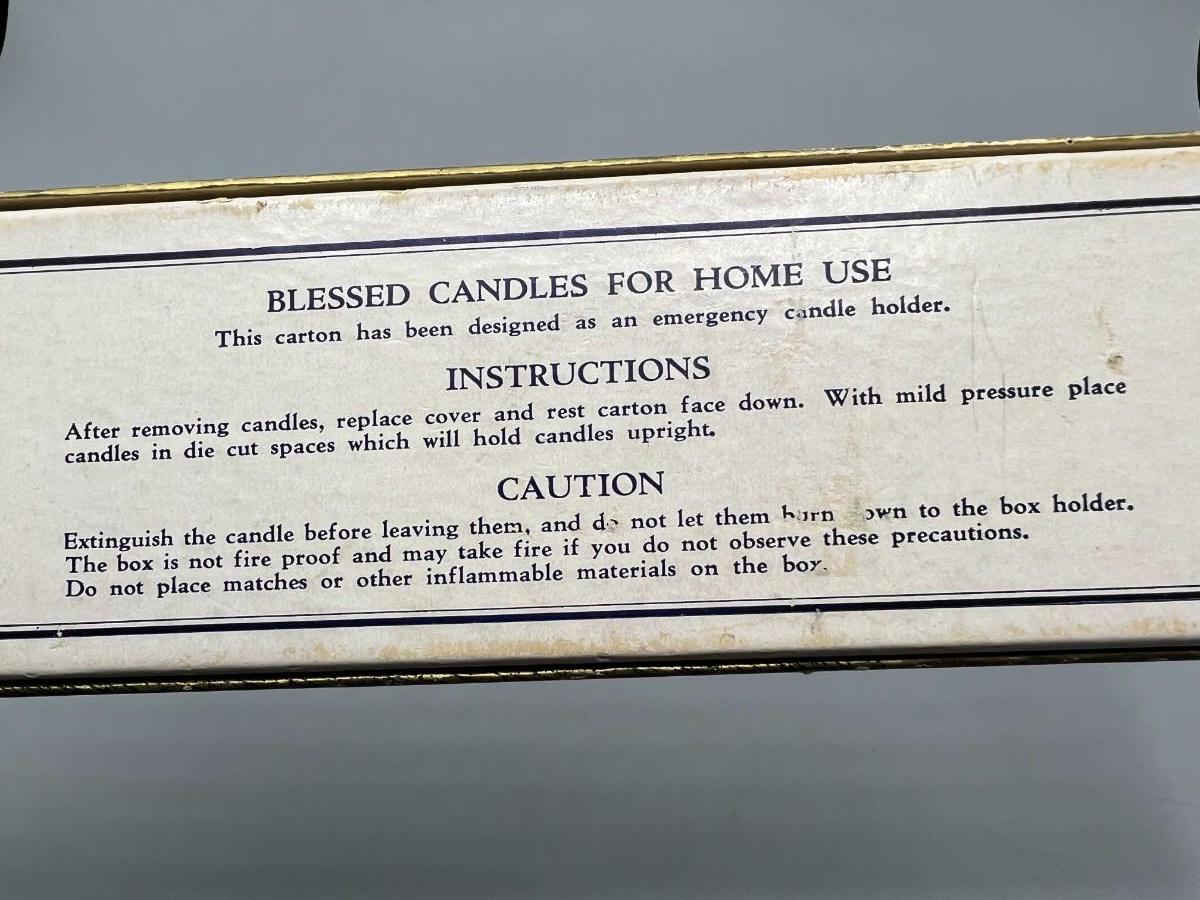 BLESSED CANDLES FOR HOME USE
This carton has been designed as an emergency candle holder.
INSTRUCTIONS
After removing candles, replace cover and rest carton face down. With mild pressure place
candles in die cut spaces which will hold candles upright.
CAUTION
Extinguish the candle before leaving them, and do not let them burn down to the box holder.
The box is not fire proof and may take fire if you do not observe these precautions.
Do not place matches or other inflammable materials on the box.